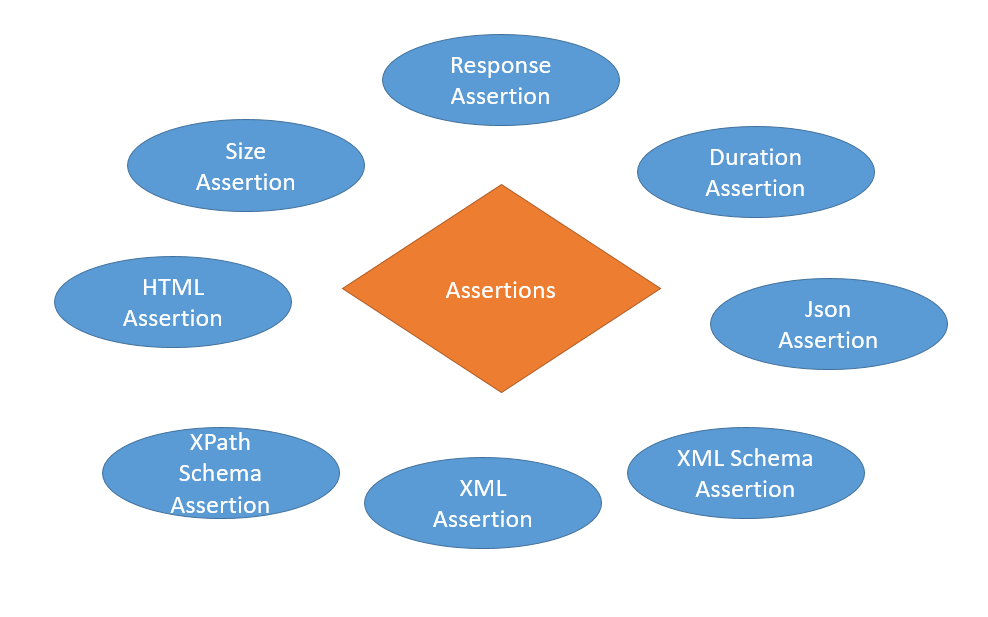 Response
Assertion
Size
Assertion
Duration
Assertion
HTML
Assertion
Assertions
Json
Assertion
XPath
Schema
Assertion
XML
Assertion
XML Schema
Assertion